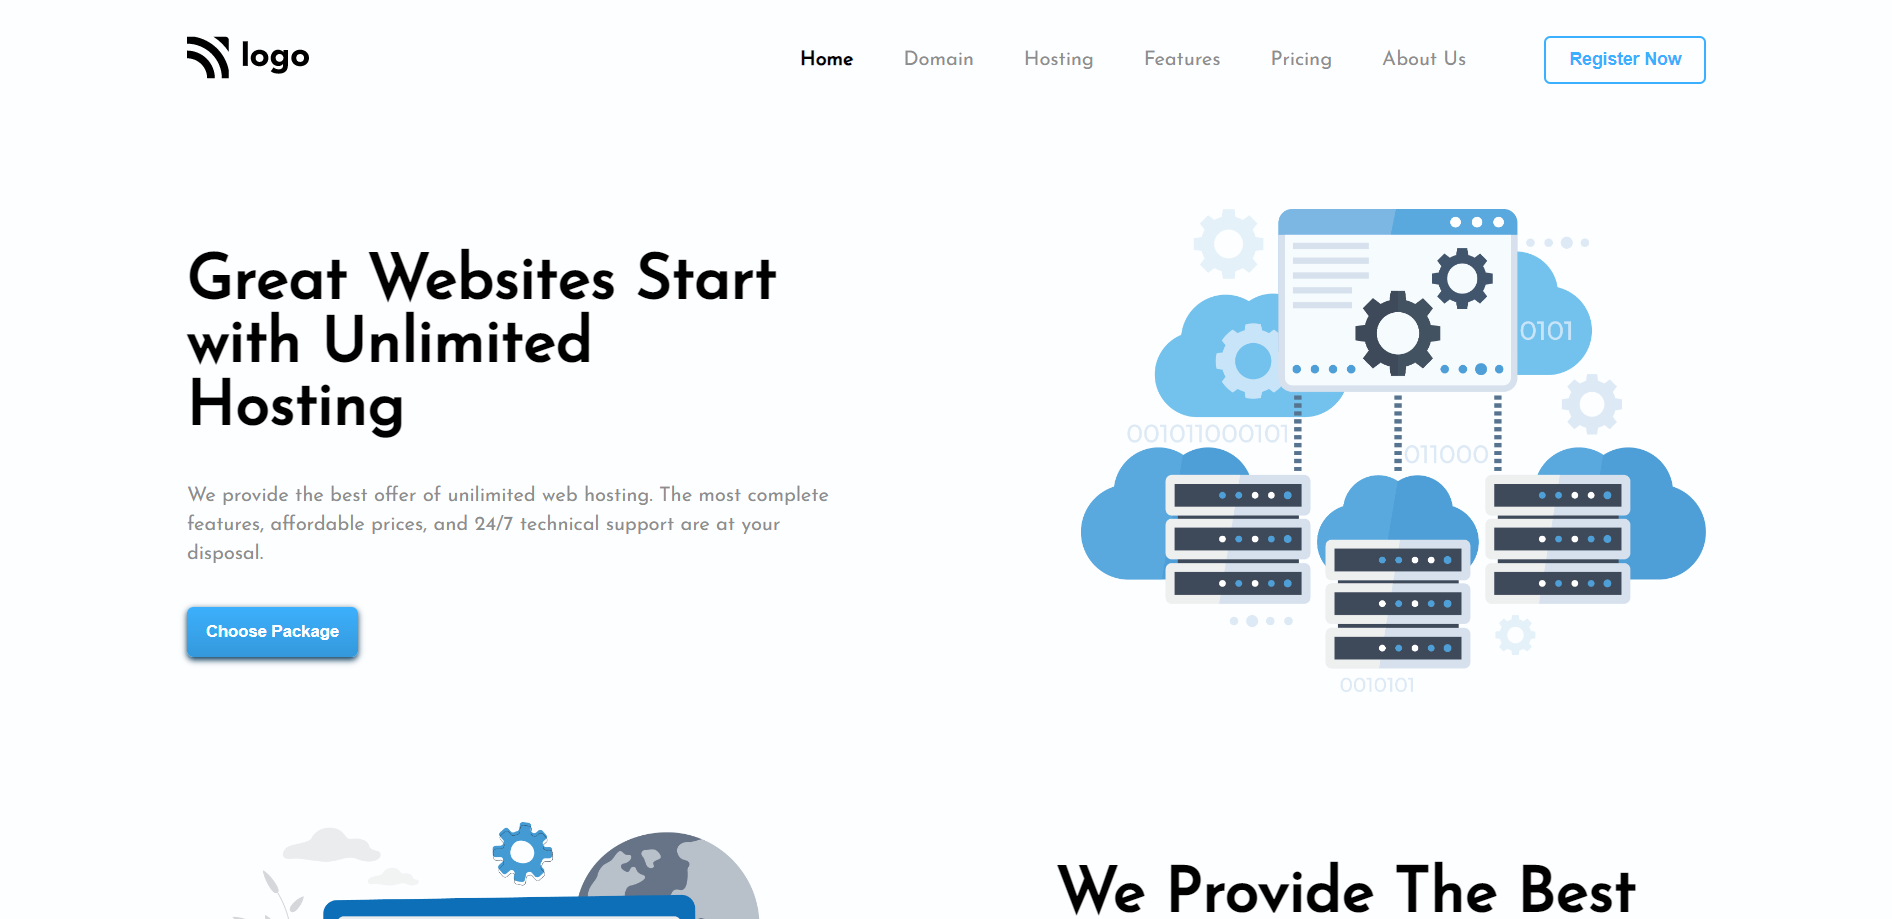 logo
Home Domain Hosting Features Pricing About Us Register Now
Great Websites Start
with Unlimited
Hosting
We provide the best offer of unilimited web hosting. The most complete
features, affordable prices, and 24/7 technical support are at your
disposal.
Choose Package
0101
001011000101
011000
0010101
We Provide The Best